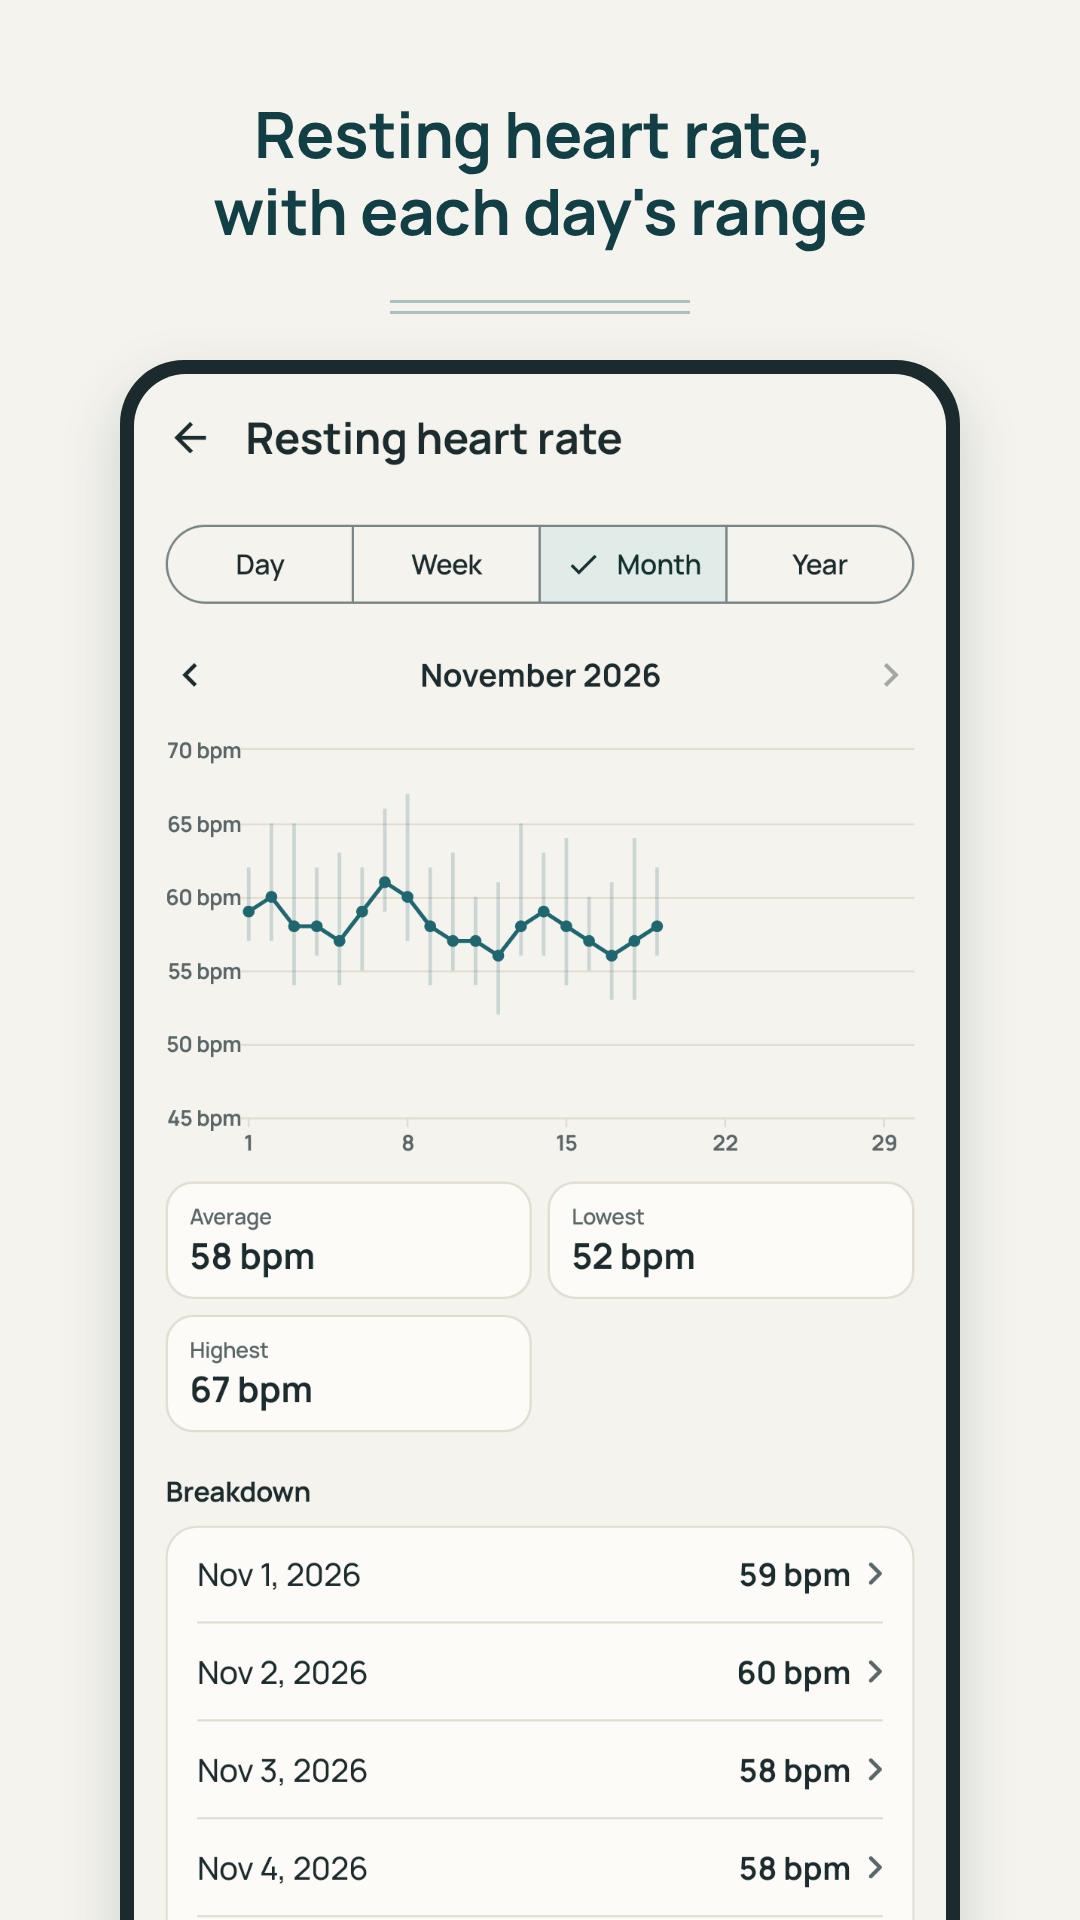 Resting heart rate,
with each day's range
Resting heart rate
Day
Week
Month
Year
November 2026
70 bpm
65 bpm
60 bpm
55 bpm
50 bpm
45 bpm
1
8
15
22
29
Average
58 bpm
Lowest
52 bpm
Highest
67 bpm
Breakdown
Nov 1, 2026
59 bpm
Nov 2, 2026
60 bpm
Nov 3, 2026
58 bpm
Nov 4, 2026
58 bpm